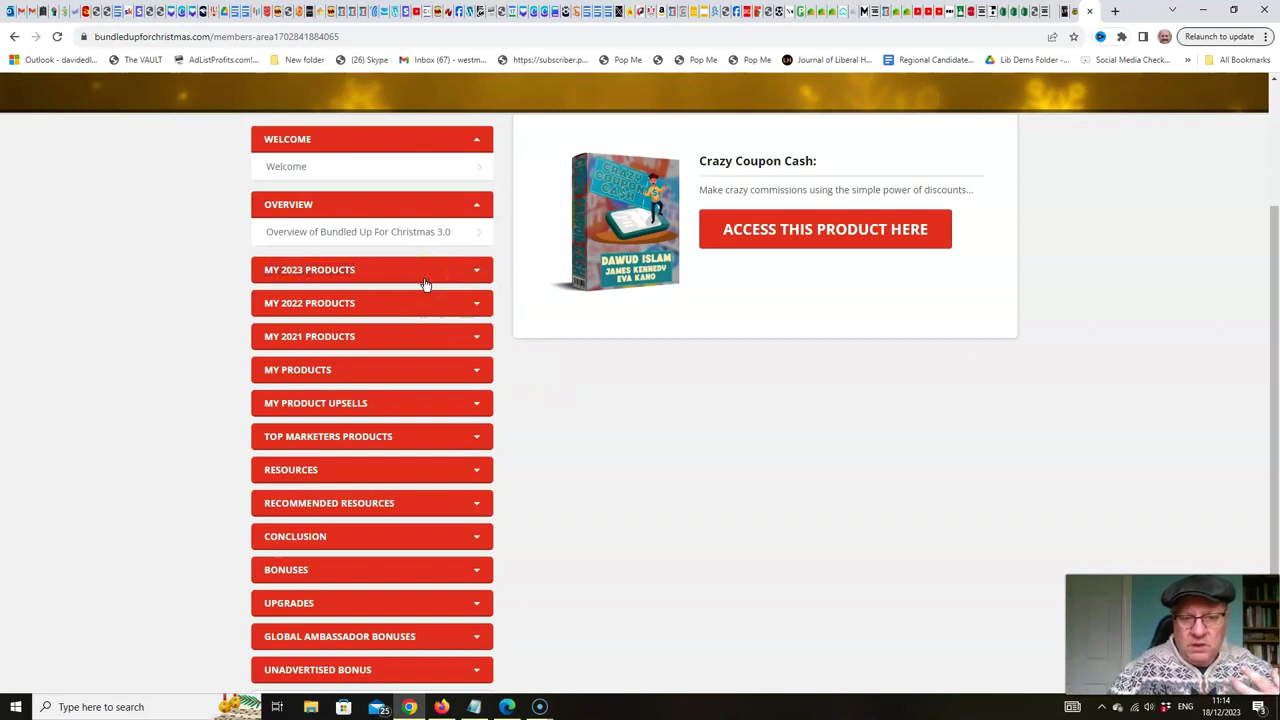 bundledupforchristmas.com/members-area1702841884065
Relaunch to update
Outlook - davidedl...
The VAULT
AdListProfits.com!...
New folder
(26) Skype
Inbox (67) - westm...
https://subscriber.p...
Pop Me
Pop Me
Pop Me
Journal of Liberal H...
Regional Candidate...
Lib Dems Folder -...
Social Media Check...
»
All Bookmarks
WELCOME
Welcome
OVERVIEW
Overview of Bundled Up For Christmas 3.0
MY 2023 PRODUCTS
MY 2022 PRODUCTS
MY 2021 PRODUCTS
MY PRODUCTS
MY PRODUCT UPSELLS
TOP MARKETERS PRODUCTS
RESOURCES
RECOMMENDED RESOURCES
CONCLUSION
BONUSES
UPGRADES
GLOBAL AMBASSADOR BONUSES
UNADVERTISED BONUS
CRAZY
COUPON
CASH
DAWUD ISLAM
JAMES KENNEDY
EVA KANO
Crazy Coupon Cash:
Make crazy commissions using the simple power of discounts...
ACCESS THIS PRODUCT HERE
Type here to search
25
ENG
11:14
18/12/2023
3